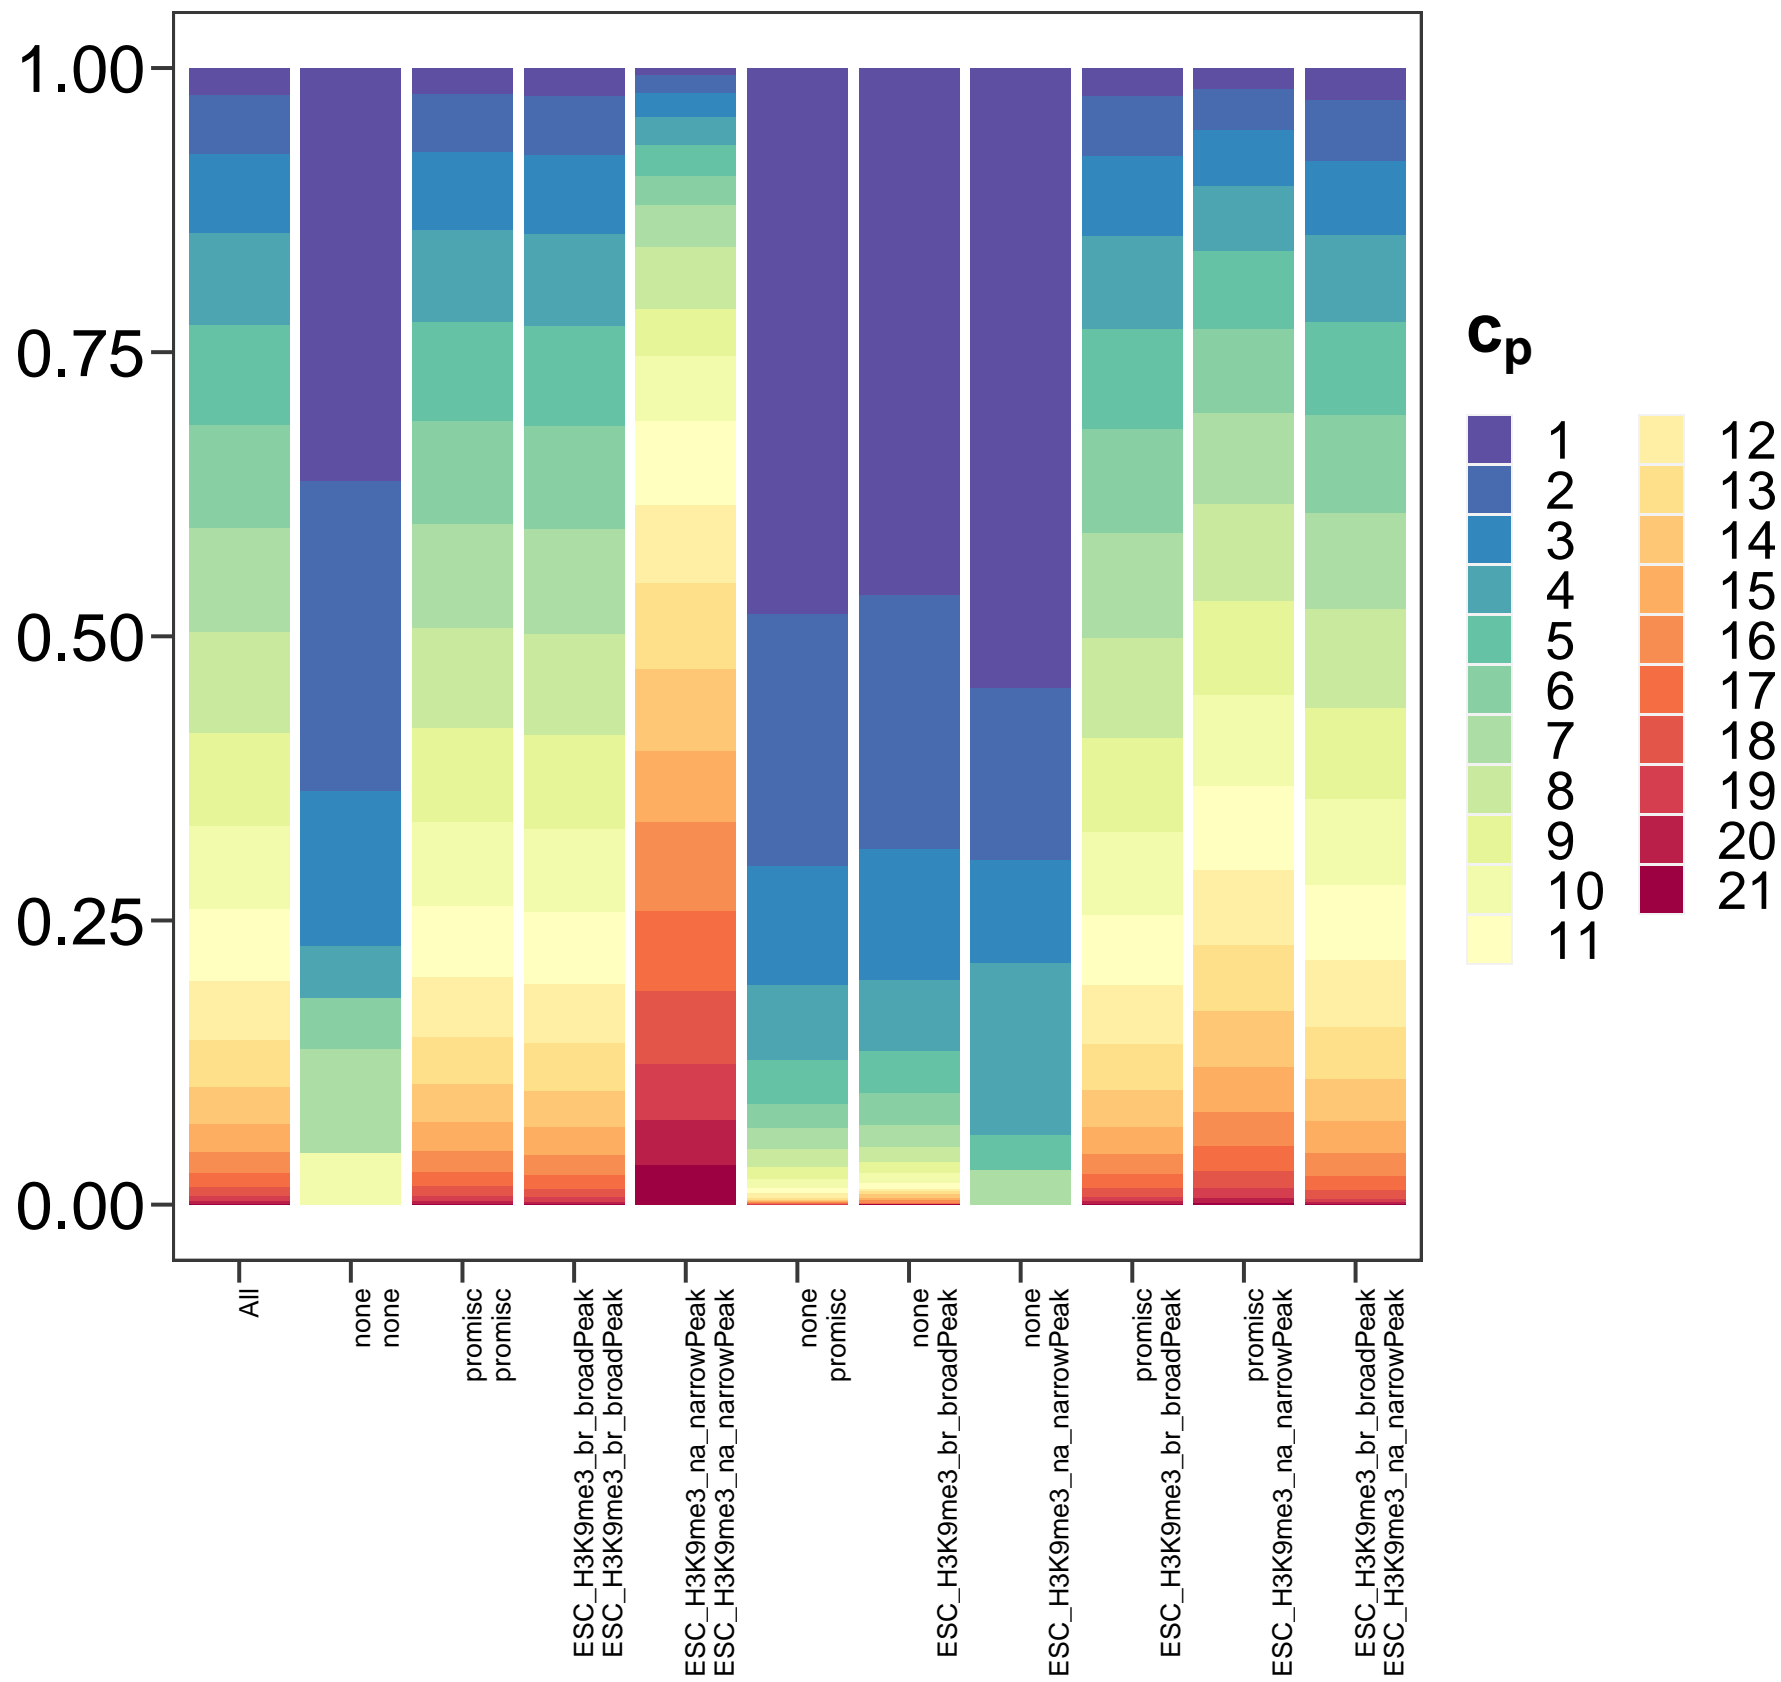 1.00
0.75
0.50
0.25
0.00
All
none
none
promisc
promisc
ESC_H3K9me3_br_broadPeak
ESC_H3K9me3_br_broadPeak
ESC_H3K9me3_na_narrowPeak
ESC_H3K9me3_na_narrowPeak
none
promisc
none
ESC_H3K9me3_br_broadPeak
none
ESC_H3K9me3_na_narrowPeak
promisc
ESC_H3K9me3_br_broadPeak
promisc
ESC_H3K9me3_na_narrowPeak
ESC_H3K9me3_br_broadPeak
ESC_H3K9me3_na_narrowPeak
cp
1
2
3
4
5
6
7
8
9
10
11
12
13
14
15
16
17
18
19
20
21